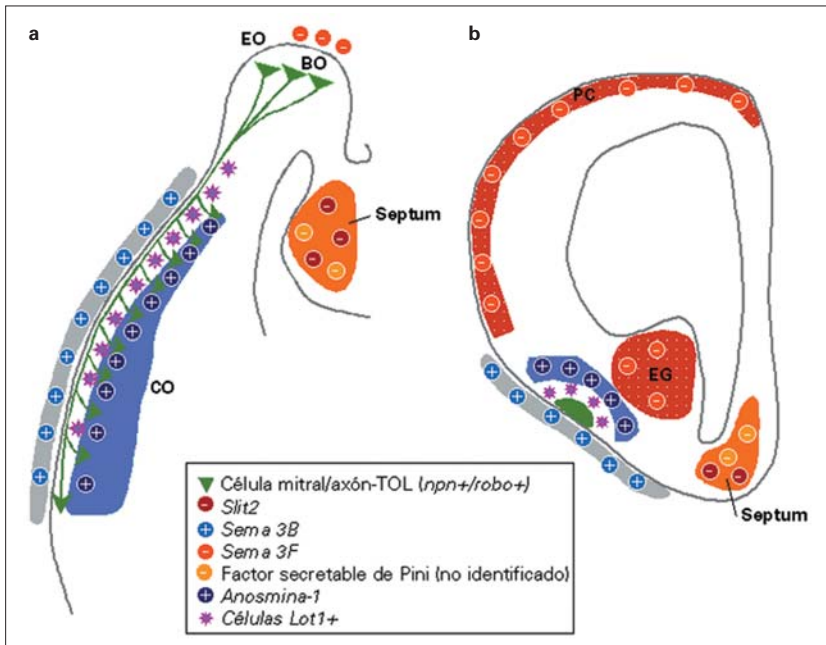 a
EO
BO
Septum
CO
b
PC
EG
Septum
Célula mitral/axón-TOL (npn+/robo+)
Slit2
Sema 3B
Sema 3F
Factor secretable de Pini (no identificado)
Anosmina-1
Células Lot1+